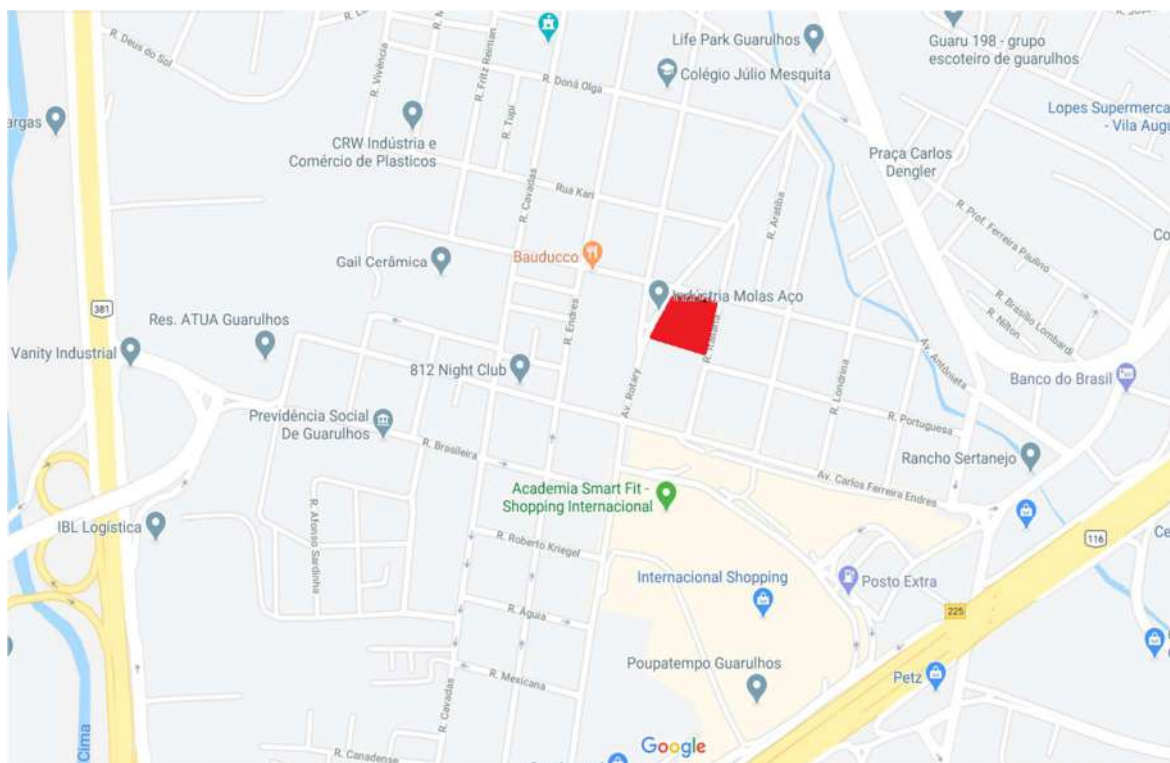 R. Deus do Sol
R. Vivência
R. Fritz Reiman
Life Park Guarulhos
Guaru 198 - grupo
escoteiro de guarulhos
Colégio Júlio Mesquita
R. Doná Olga
R. Tupi
argas
CRW Indústria e
Comércio de Plasticos
Lopes Supermerca
- Vila Augu
Praça Carlos
Dengler
R. Cavadas
Rua Kari
R. Aratiba
R. Prof. Ferreira Paulino
Co
Gail Cerâmica
Bauducco
Indústria Molas Aço
381
Res. ATUA Guarulhos
R. Endres
R. Brasílio Lombardi
R. Nilton
Vanity Industrial
812 Night Club
Av. Rotary
R. Londrina
Av. Antônieta
Banco do Brasil
Previdência Social
De Guarulhos
R. Portuguesa
R. Brasileira
Rancho Sertanejo
Av. Carlos Ferreira Endres
Academia Smart Fit -
Shopping Internacional
IBL Logística
R. Afonso Sardinha
116
Ce
R. Roberto Kriegel
Internacional Shopping
Posto Extra
R. Águia
225
Poupatempo Guarulhos
Petz
R. Mexicana
R. Cavadas
Cima
R. Canadense
Google